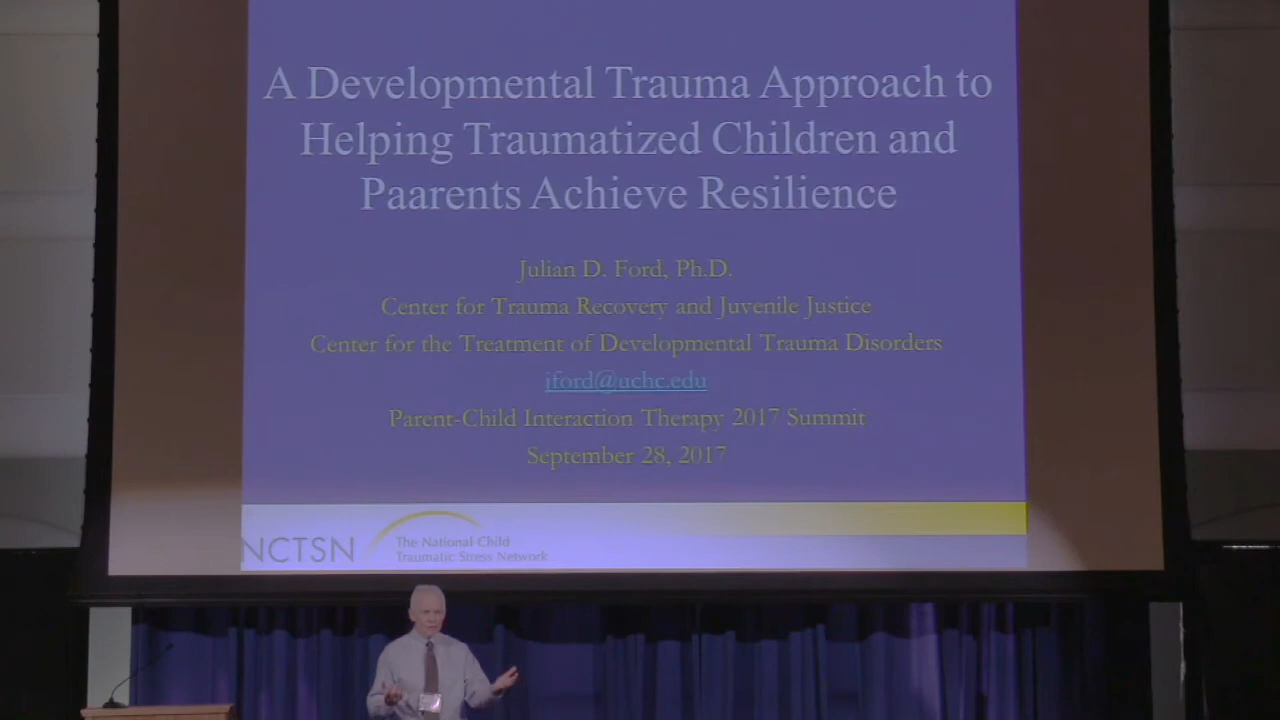 A Developmental Trauma Approach to
Helping Traumatized Children and
Paarents Achieve Resilience
Julian D. Ford, Ph.D.
Center for Trauma Recovery and Juvenile Justice
Center for the Treatment of Developmental Trauma Disorders
jford@uchc.edu
Parent-Child Interaction Therapy 2017 Summit
September 28, 2017
NCTSN
The National Child
Traumatic Stress Network